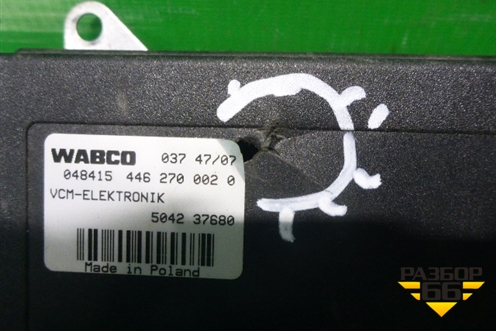 WABCO 037 47/07
048415 446 270 002 0
VCM-ELEKTRONIK
5042 37680
Made in Poland
РАЗБОР
66